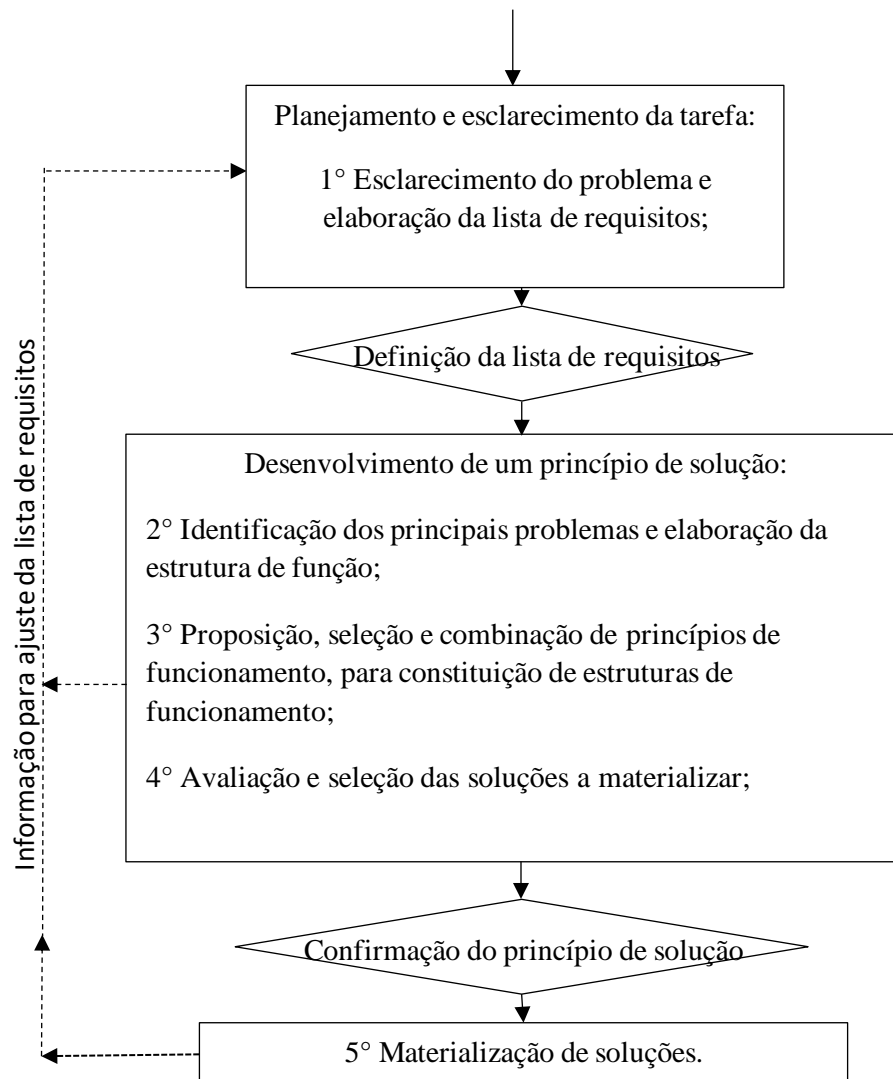 Planejamento e esclarecimento da tarefa:
1° Esclarecimento do problema e
elaboração da lista de requisitos;
Definição da lista de requisitos
Desenvolvimento de um princípio de solução:
2° Identificação dos principais problemas e elaboração da
estrutura de função;
3° Proposição, seleção e combinação de princípios de
funcionamento, para constituição de estruturas de
funcionamento;
4° Avaliação e seleção das soluções a materializar;
Confirmação do princípio de solução
5° Materialização de soluções.
Informação para ajuste da lista de requisitos